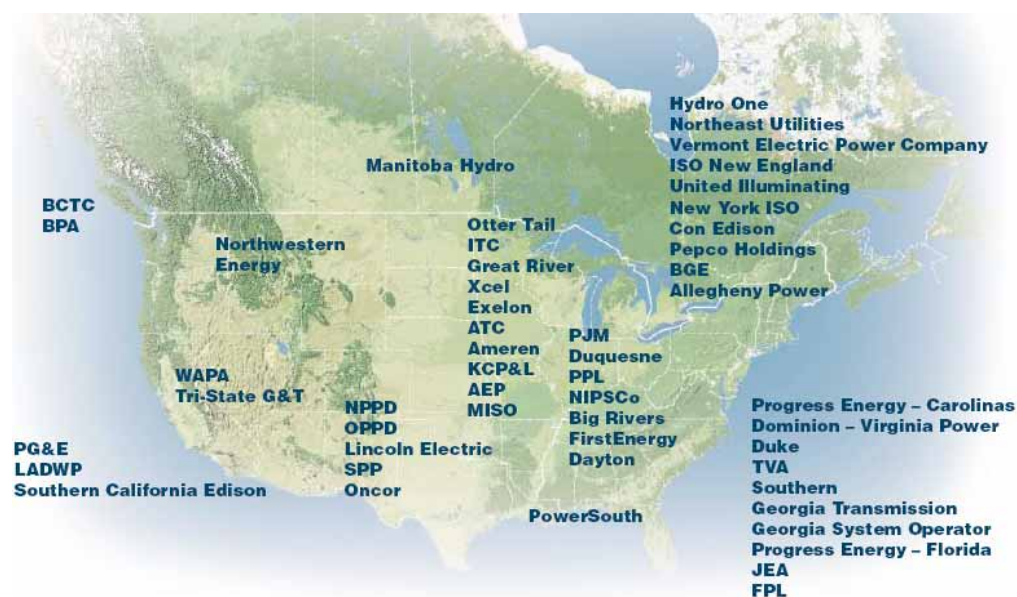 Hydro One
Northeast Utilities
Vermont Electric Power Company
ISO New England
United Illuminating
New York ISO
Con Edison
Pepco Holdings
BGE
Allegheny Power
Manitoba Hydro
BCTC
BPA
Northwestern
Energy
Otter Tail
ITC
Great River
Xcel
Exelon
ATC
Ameren
KCP&L
AEP
MISO
PJM
Duquesne
PPL
NIPSCo
Big Rivers
FirstEnergy
Dayton
WAPA
Tri-State G&T
NPPD
OPPD
Lincoln Electric
SPP
Oncor
PG&E
LADWP
Southern California Edison
PowerSouth
Progress Energy – Carolinas
Dominion – Virginia Power
Duke
TVA
Southern
Georgia Transmission
Georgia System Operator
Progress Energy – Florida
JEA
FPL